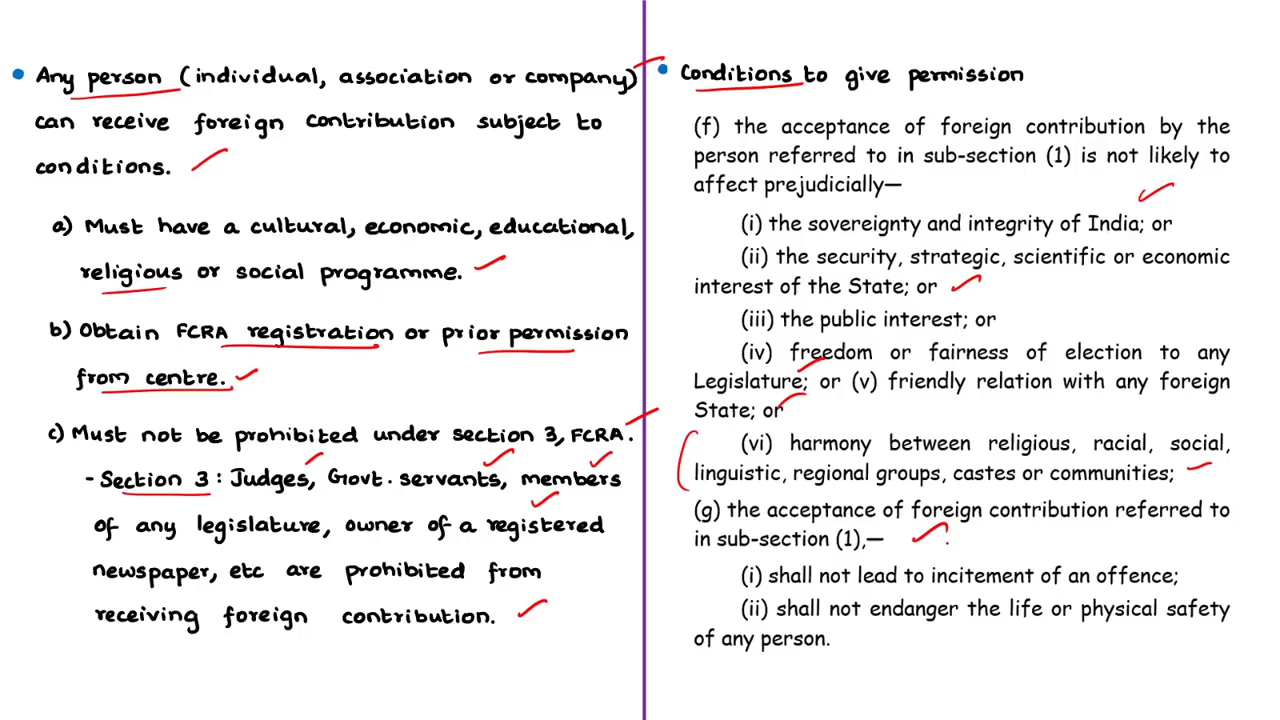 Any person (individual, association or company)
can receive foreign contribution subject to
conditions.
a) Must have a cultural, economic, educational,
religious or social programme.
b) Obtain FCRA registration or prior permission
from centre.
c) Must not be prohibited under section 3, FCRA.
- Section 3 : Judges, Govt. servants, members
of any legislature, owner of a registered
newspaper, etc are prohibited from
receiving foreign contribution.
Conditions to give permission
(f) the acceptance of foreign contribution by the
person referred to in sub-section (1) is not likely to
affect prejudicially—
(i) the sovereignty and integrity of India; or
(ii) the security, strategic, scientific or economic
interest of the State; or
(iii) the public interest; or
(iv) freedom or fairness of election to any
Legislature; or (v) friendly relation with any foreign
State; or
(vi) harmony between religious, racial, social,
linguistic, regional groups, castes or communities;
(g) the acceptance of foreign contribution referred to
in sub-section (1),—
(i) shall not lead to incitement of an offence;
(ii) shall not endanger the life or physical safety
of any person.